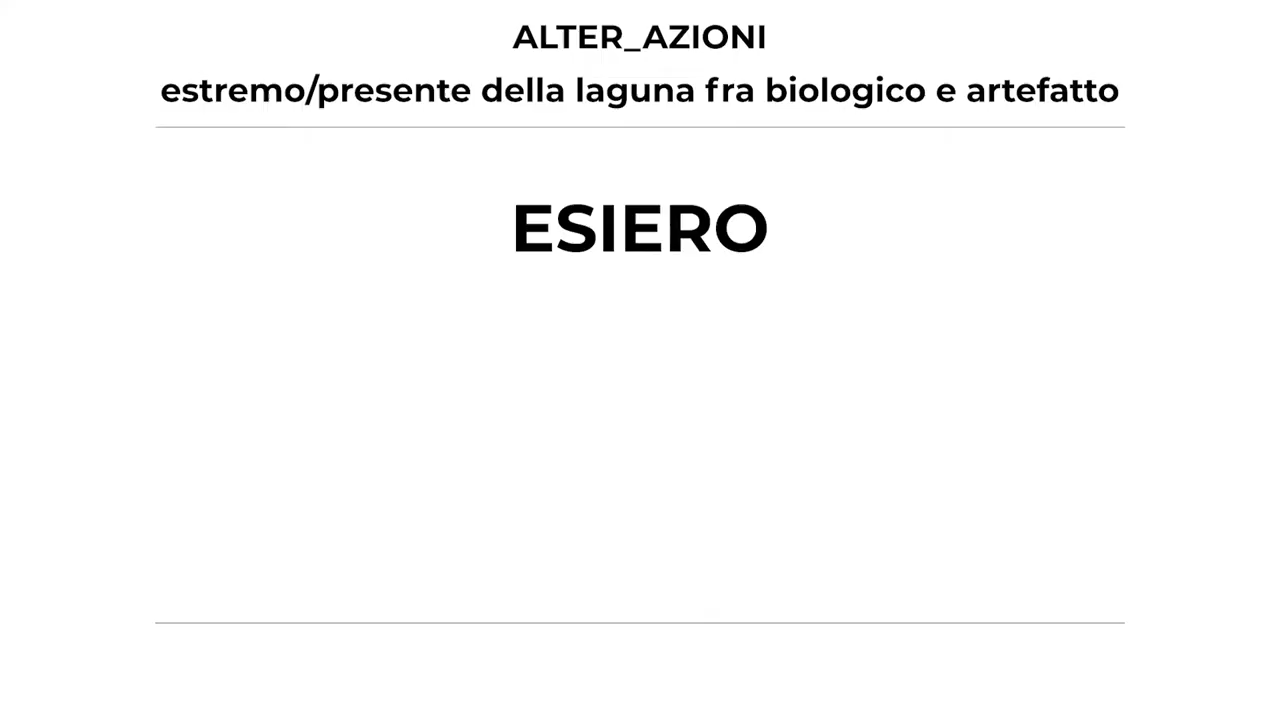 ALTER_AZIONI
estremo/presente della laguna fra biologico e artefatto
ESIERO